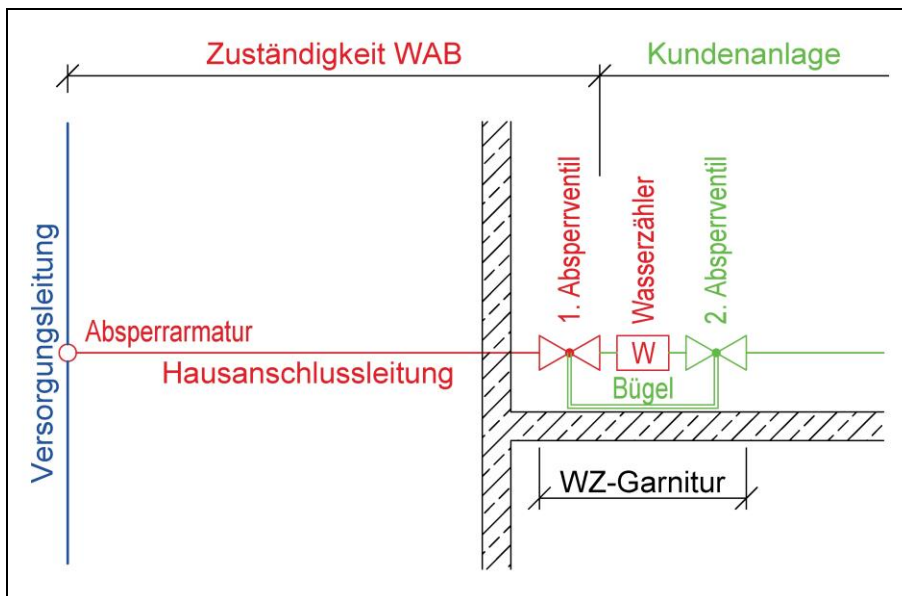 Zuständigkeit WAB
Kundenanlage
Versorgungsleitung
Absperrarmatur
Hausanschlussleitung
1. Absperrventil
Wasserzähler
2. Absperrventil
W
Bügel
WZ-Garnitur